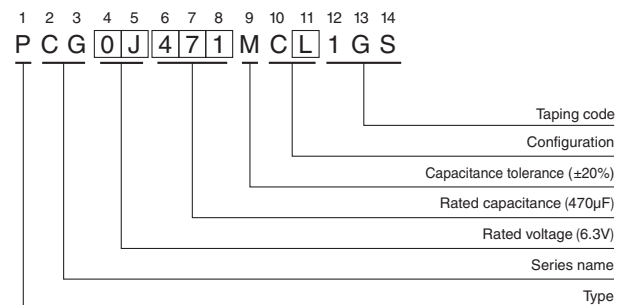 1 2 3 4 5 6 7 8 9 10 11 12 13 14
P C G 0 J 4 7 1 M C L 1 G S
Taping code
Configuration
Capacitance tolerance (±20%)
Rated capacitance (470µF)
Rated voltage (6.3V)
Series name
Type